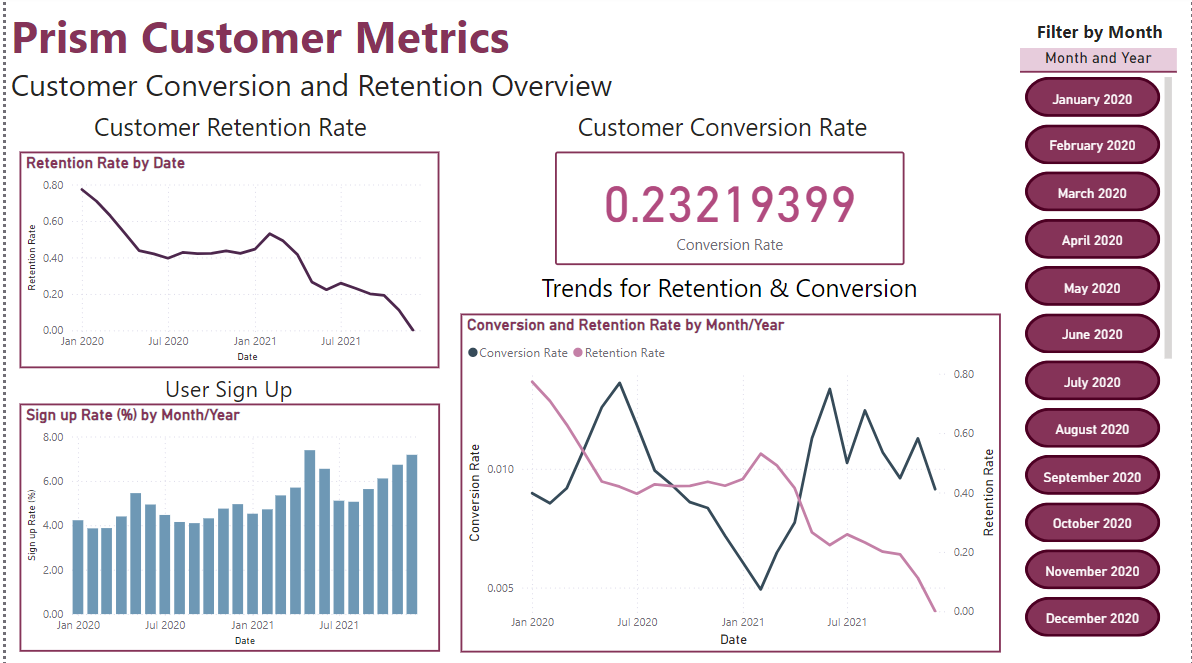 Prism Customer Metrics
Customer Conversion and Retention Overview
Customer Retention Rate
Retention Rate by Date
Retention Rate
0.80
0.60
0.40
0.20
0.00
Jan 2020 Jul 2020 Jan 2021 Jul 2021
Date
User Sign Up
Sign up Rate (%) by Month/Year
Sign up Rate (%)
8.00
6.00
4.00
2.00
0.00
Jan 2020 Jul 2020 Jan 2021 Jul 2021
Date
Customer Conversion Rate
0.23219399
Conversion Rate
Trends for Retention & Conversion
Conversion and Retention Rate by Month/Year
Conversion Rate Retention Rate
Conversion Rate
0.010
0.005
0.80
0.60
0.40
0.20
0.00
Retention Rate
Jan 2020 Jul 2020 Jan 2021 Jul 2021
Date
Filter by Month
Month and Year
January 2020
February 2020
March 2020
April 2020
May 2020
June 2020
July 2020
August 2020
September 2020
October 2020
November 2020
December 2020